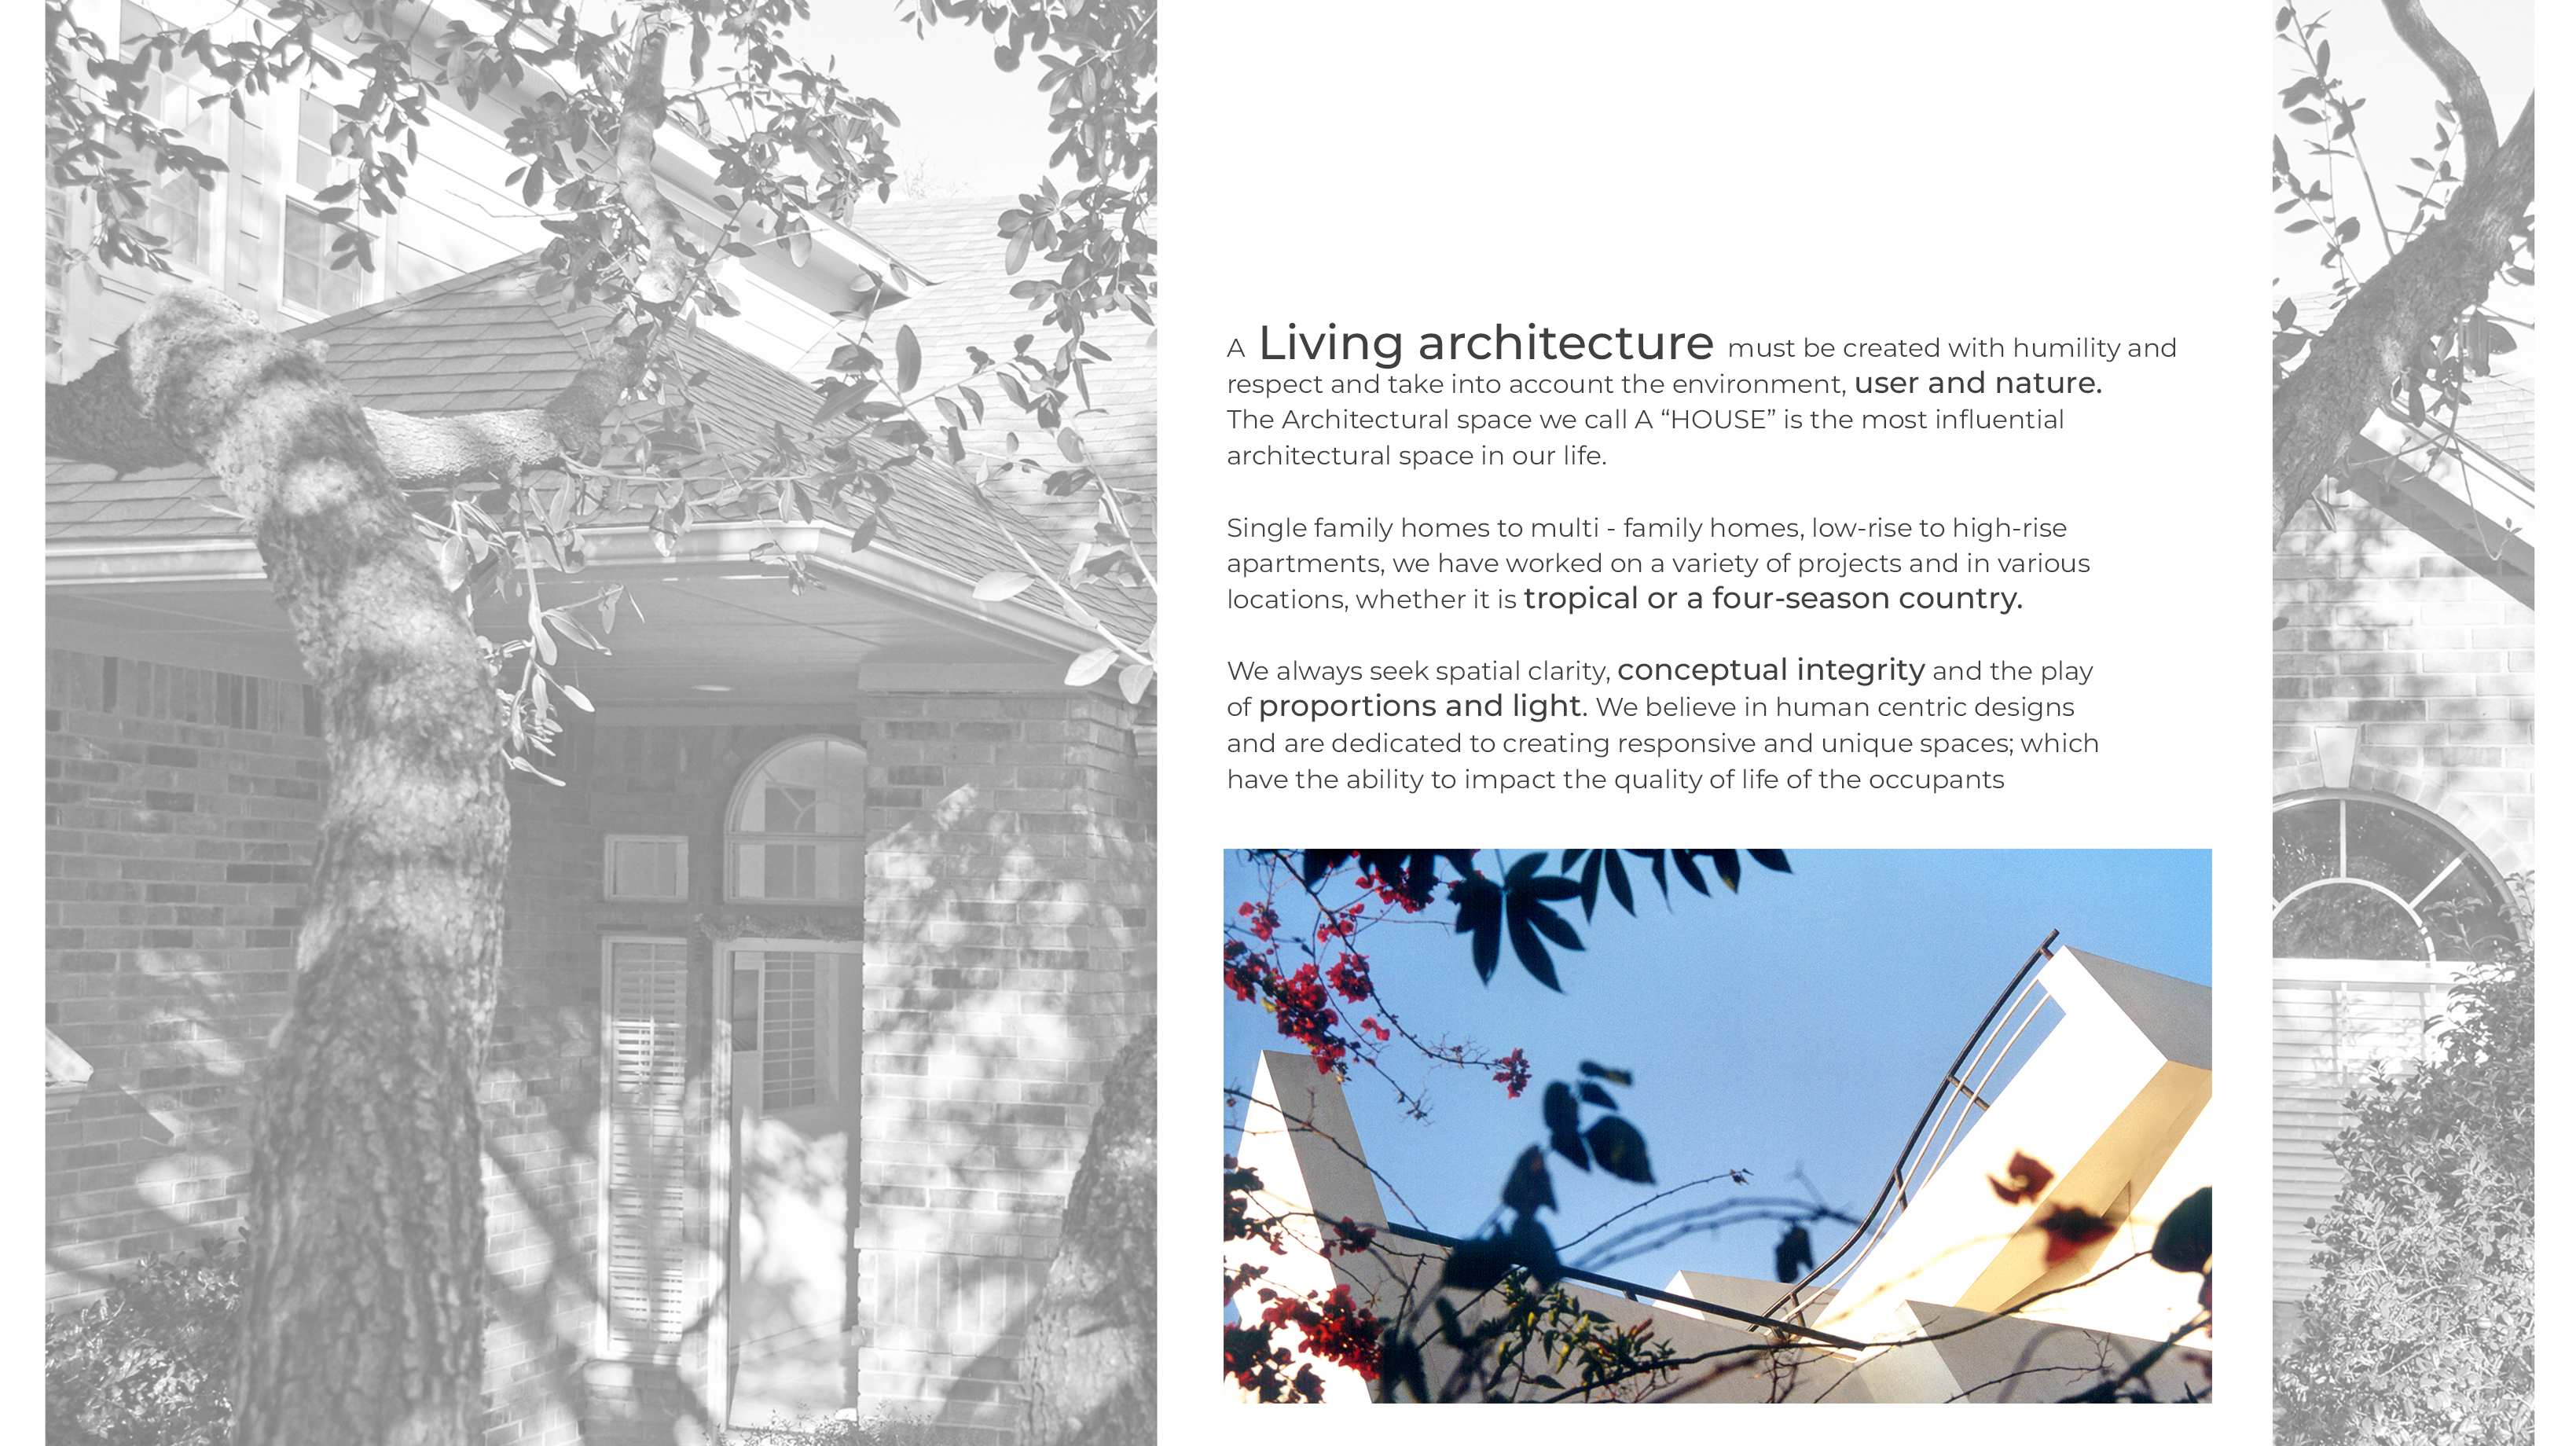 A Living architecture must be created with humility and
respect and take into account the environment, user and nature.
The Architectural space we call A “HOUSE” is the most influential
architectural space in our life.
Single family homes to multi - family homes, low-rise to high-rise
apartments, we have worked on a variety of projects and in various
locations, whether it is tropical or a four-season country.
We always seek spatial clarity, conceptual integrity and the play
of proportions and light. We believe in human centric designs
and are dedicated to creating responsive and unique spaces; which
have the ability to impact the quality of life of the occupants